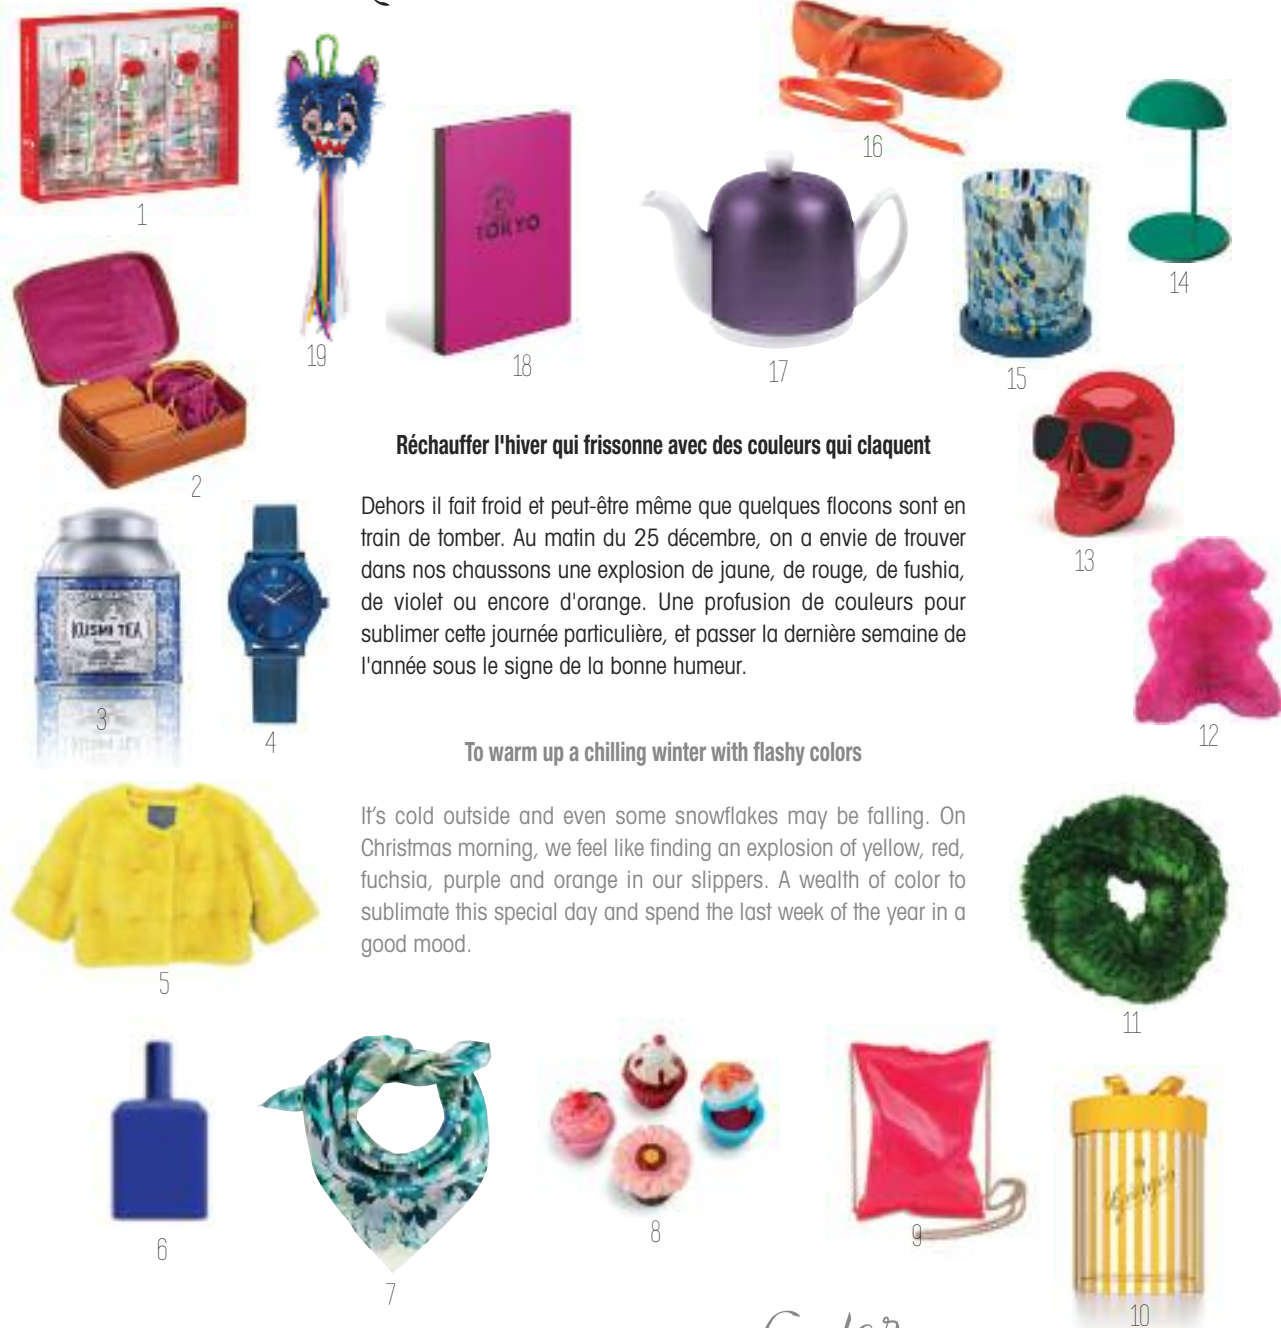 1
16
TOKYO
14
19
18
17
15
2
Réchauffer l'hiver qui frissonne avec des couleurs qui claquent
Dehors il fait froid et peut-être même que quelques flocons sont en
train de tomber. Au matin du 25 décembre, on a envie de trouver
dans nos chaussons une explosion de jaune, de rouge, de fushia,
de violet ou encore d'orange. Une profusion de couleurs pour
sublimer cette journée particulière, et passer la dernière semaine de
l'année sous le signe de la bonne humeur.
13
KUSMI TEA
3
4
12
To warm up a chilling winter with flashy colors
It's cold outside and even some snowflakes may be falling. On
Christmas morning, we feel like finding an explosion of yellow, red,
fuchsia, purple and orange in our slippers. A wealth of color to
sublimate this special day and spend the last week of the year in a
good mood.
5
11
6
7
8
9
10